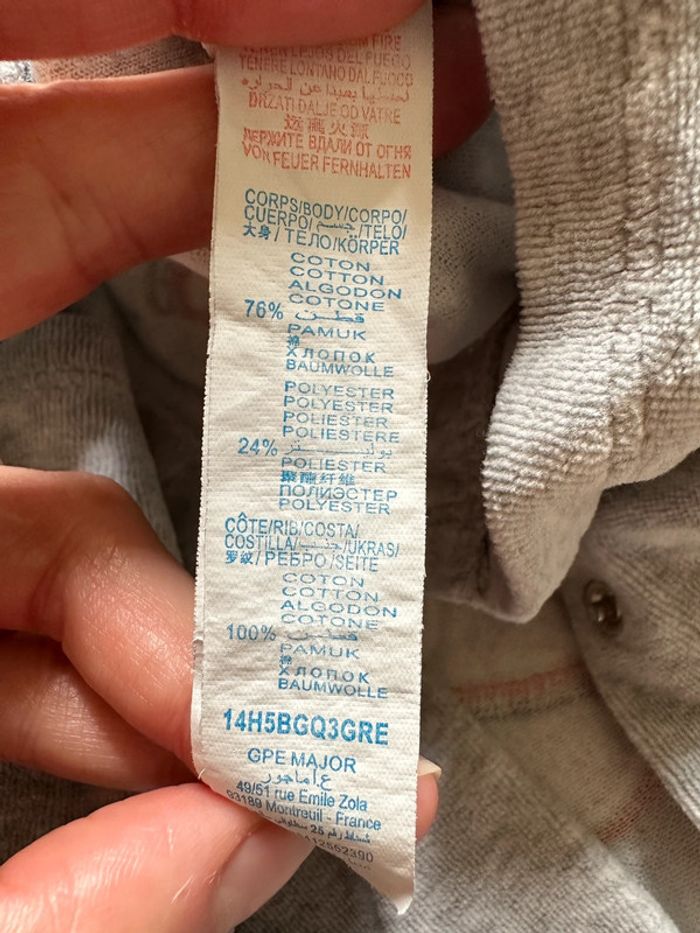 TENERE LONTANO DAL FUOCO
DRZATI DALJE OD VATRE
远离火源
ДЕРЖИТЕ ВДАЛИ ОТ ОГНЯ
VON FEUER FERNHALTEN
CORPS/BODY/CORPO/
CUERPO/ /TELO/
大身/ТЕЛО/KÖRPER
COTON
COTTON
ALGODON
COTONE
76% قطن
PAMUK
棉
ХЛОПОК
BAUMWOLLE
POLYESTER
POLYESTER
POLIESTER
POLIESTERE
24%
POLIESTER
聚酯纤维
ПОЛИЭСТЕР
POLYESTER
CÔTE/RIB/COSTA/
COSTILLA/ /UKRAS/
罗纹/РЕБРО/SEITE
COTON
COTTON
ALGODON
COTONE
100% قطن
PAMUK
棉
ХЛОПОК
BAUMWOLLE
14H5BGQ3GRE
GPE MAJOR
49/51 rue Emile Zola
93189 Montreuil - France